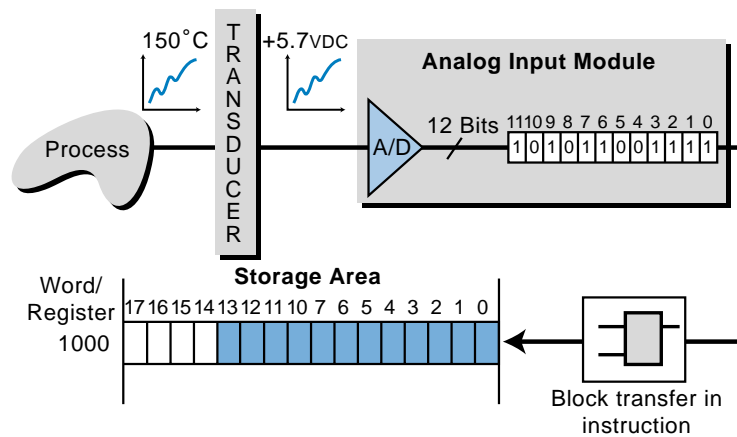 150°C
TRANSDUCER
+5.7VDC
Analog Input Module
Process
A/D
12 Bits
11 10 9 8 7 6 5 4 3 2 1 0
1 0 1 0 1 1 0 0 1 1 1 1
Storage Area
Word/
Register
1000
17 16 15 14 13 12 11 10 7 6 5 4 3 2 1 0
Block transfer in
instruction